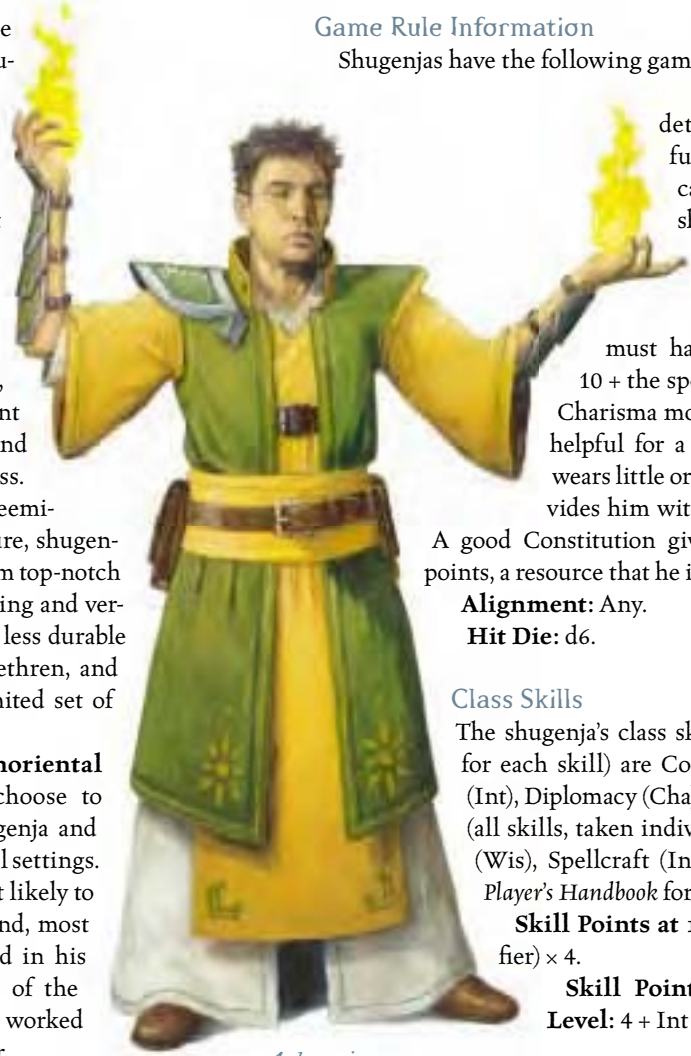 ss.
ure, shugen-
m top-notch
ing and ver-
less durable
ethren, and
nited set of
noriental
choose to
genja and
l settings.
t likely to
nd, most
d in his
of the
worked
Game Rule Information
Shugenjas have the following gam
det
fu
ca
sh
must ha
10 + the spe
Charisma mo
helpful for a
wears little or
vides him wit
A good Constitution giv
points, a resource that he i
Alignment: Any.
Hit Die: d6.
Class Skills
The shugenja's class sk
for each skill) are Co
(Int), Diplomacy (Cha
(all skills, taken indiv
(Wis), Spellcraft (In
Player's Handbook for
Skill Points at 1
fier) × 4.
Skill Point
Level: 4 + Int